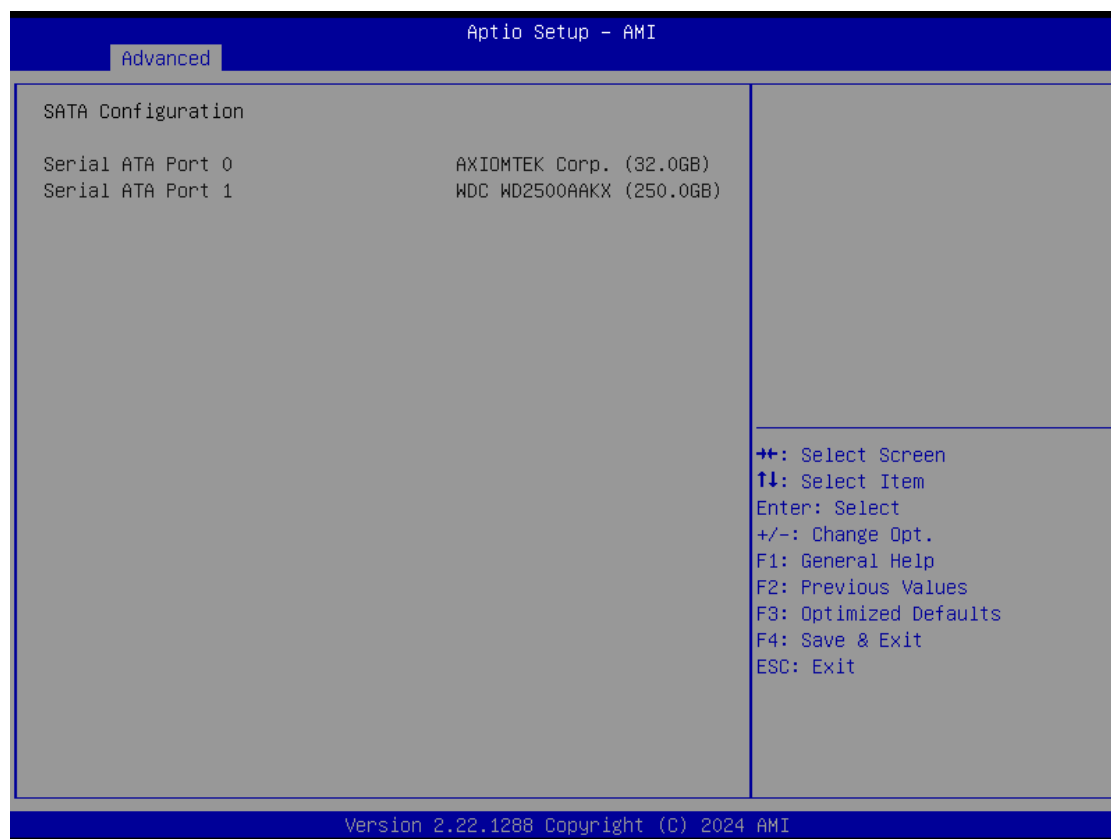 Aptio Setup – AMI
Advanced
SATA Configuration
Serial ATA Port 0 AXIOMTEK Corp. (32.0GB)
Serial ATA Port 1 WDC WD2500AAKX (250.0GB)
→←: Select Screen
↑↓: Select Item
Enter: Select
+/-: Change Opt.
F1: General Help
F2: Previous Values
F3: Optimized Defaults
F4: Save & Exit
ESC: Exit
Version 2.22.1288 Copyright (C) 2024 AMI